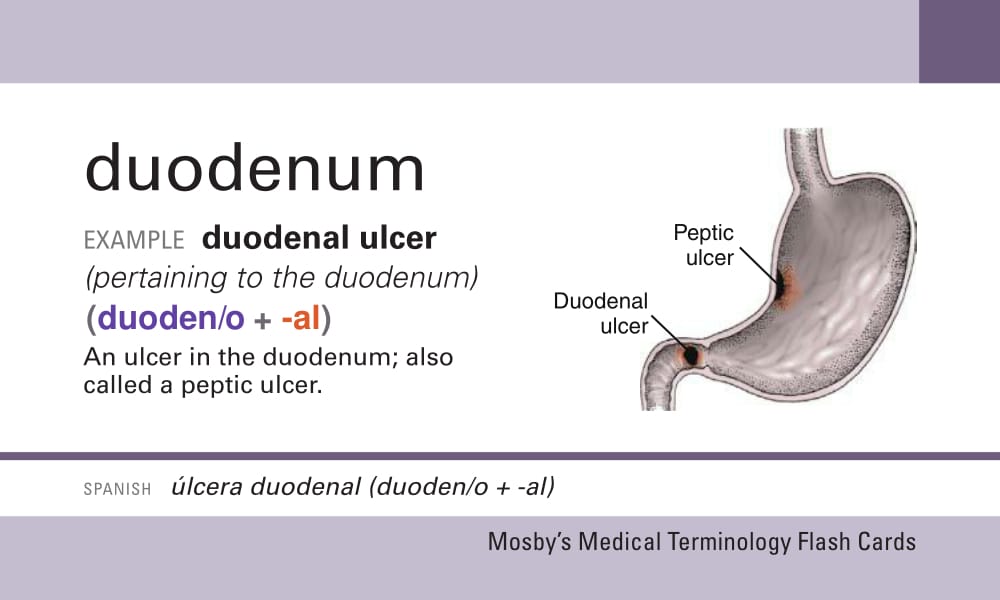 duodenum
EXAMPLE duodenal ulcer
(pertaining to the duodenum)
(duoden/o + -al)
An ulcer in the duodenum; also
called a peptic ulcer.
Peptic
ulcer
Duodenal
ulcer
SPANISH úlcera duodenal (duoden/o + -al)
Mosby’s Medical Terminology Flash Cards